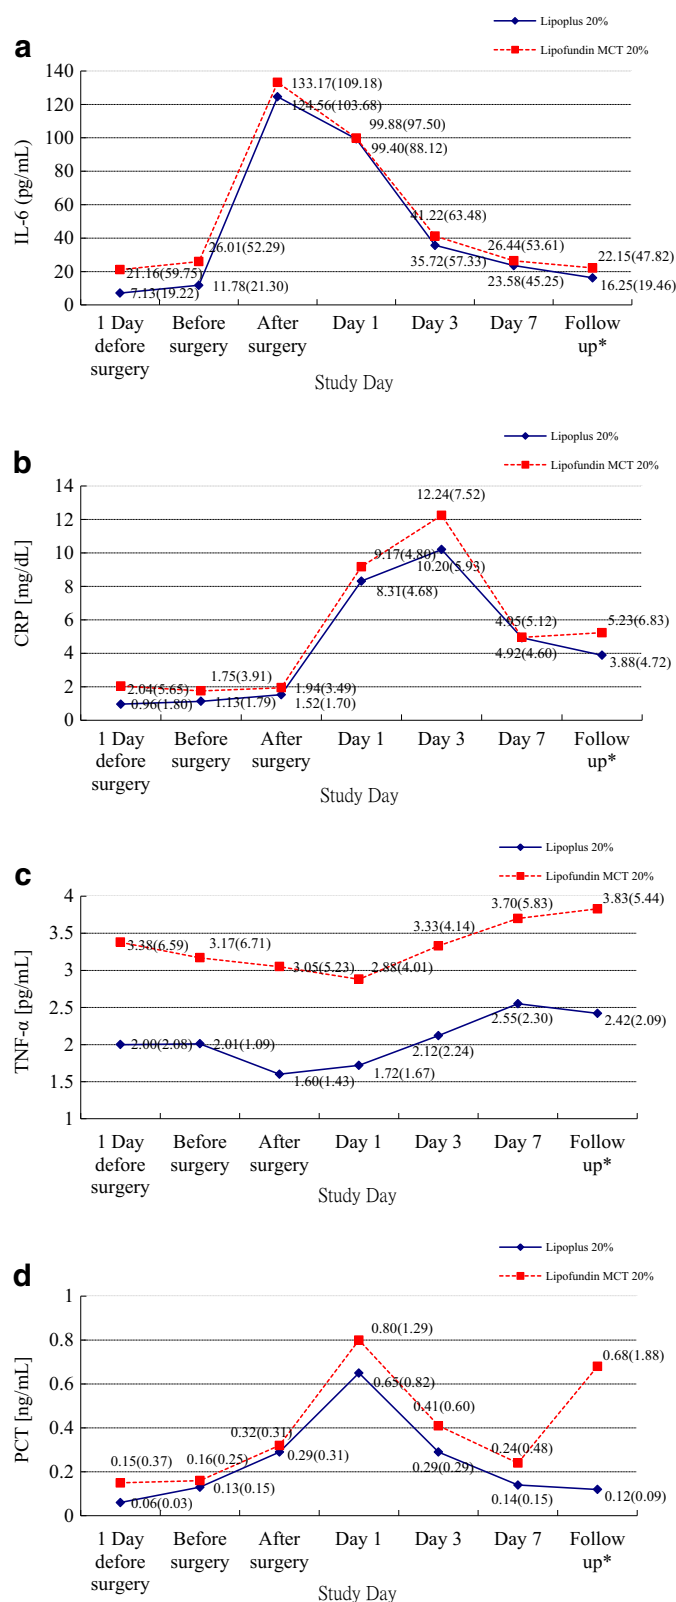 Lipoplus 20%
Lipofundin MCT 20%
a
IL-6 (pg/mL)
140
120
100
80
60
40
20
0
133.17(109.18)
124.56(103.68)
99.88(97.50)
99.40(88.12)
41.22(63.48)
35.72(57.33)
26.44(53.61)
23.58(45.25)
22.15(47.82)
16.25(19.46)
26.01(52.29)
11.78(21.30)
21.16(59.75)
7.13(19.22)
1 Day
defore
surgery
Before
surgery
After
surgery
Day 1
Day 3
Day 7
Follow
up*
Study Day
Lipoplus 20%
Lipofundin MCT 20%
b
CRP [mg/dL]
14
12
10
8
6
4
2
0
12.24(7.52)
9.17(4.80)
10.20(5.93)
8.31(4.68)
4.95(5.12)
4.92(4.60)
5.23(6.83)
3.88(4.72)
2.04(5.65)
0.96(1.80)
1.75(3.91)
1.13(1.79)
1.94(3.49)
1.52(1.70)
1 Day
defore
surgery
Before
surgery
After
surgery
Day 1
Day 3
Day 7
Follow
up*
Study Day
Lipoplus 20%
Lipofundin MCT 20%
c
TNF-α [pg/mL]
4
3.5
3
2.5
2
1.5
1
3.38(6.59)
3.17(6.71)
3.05(5.23)
2.88(4.01)
3.33(4.14)
3.70(5.83)
3.83(5.44)
2.00(2.08)
2.01(1.09)
1.60(1.43)
1.72(1.67)
2.12(2.24)
2.55(2.30)
2.42(2.09)
1 Day
defore
surgery
Before
surgery
After
surgery
Day 1
Day 3
Day 7
Follow
up*
Study Day
Lipoplus 20%
Lipofundin MCT 20%
d
PCT [ng/mL]
1
0.8
0.6
0.4
0.2
0
0.15(0.37)
0.16(0.25)
0.32(0.31)
0.80(1.29)
0.41(0.60)
0.24(0.48)
0.68(1.88)
0.06(0.03)
0.13(0.15)
0.29(0.31)
0.65(0.82)
0.29(0.29)
0.14(0.15)
0.12(0.09)
1 Day
defore
surgery
Before
surgery
After
surgery
Day 1
Day 3
Day 7
Follow
up*
Study Day